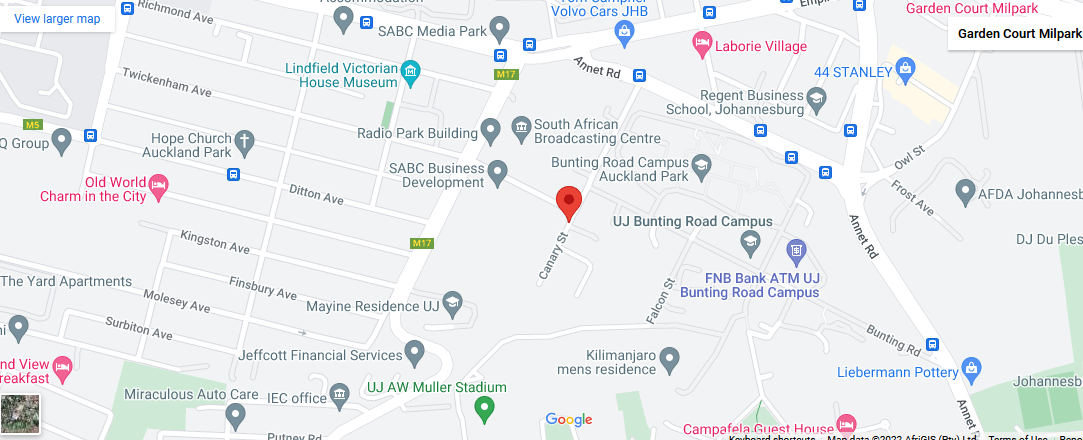 View larger map
Richmond Ave
Accommodation
SABC Media Park
Tom Campher
Volvo Cars JHB
Empire
Garden Court Milpark
Garden Court Milpark
Laborie Village
44 STANLEY
Annet Rd
M17
Lindfield Victorian
House Museum
Twickenham Ave
Regent Business
School, Johannesburg
M5
Q Group
Hope Church
Auckland Park
Radio Park Building
South African
Broadcasting Centre
SABC Business
Development
Bunting Road Campus
Auckland Park
Owl St
Frost Ave
AFDA Johannesb
Old World
Charm in the City
Ditton Ave
UJ Bunting Road Campus
Annet Rd
DJ Du Ples
Kingston Ave
M17
Canary St
FNB Bank ATM UJ
Bunting Road Campus
The Yard Apartments
Finsbury Ave
Molesey Ave
Mayine Residence UJ
Falcon St
Surbiton Ave
ni
Bunting Rd
Jeffcott Financial Services
Kilimanjaro
mens residence
nd View
reakfast
Liebermann Pottery
UJ AW Muller Stadium
Johannesb
Miraculous Auto Care
IEC office
Annet
Google
Campafela Guest House
Putney Rd
Keyboard shortcuts
Map data ©2022 AfriGIS (Pty) Ltd
Terms of Use
Repo